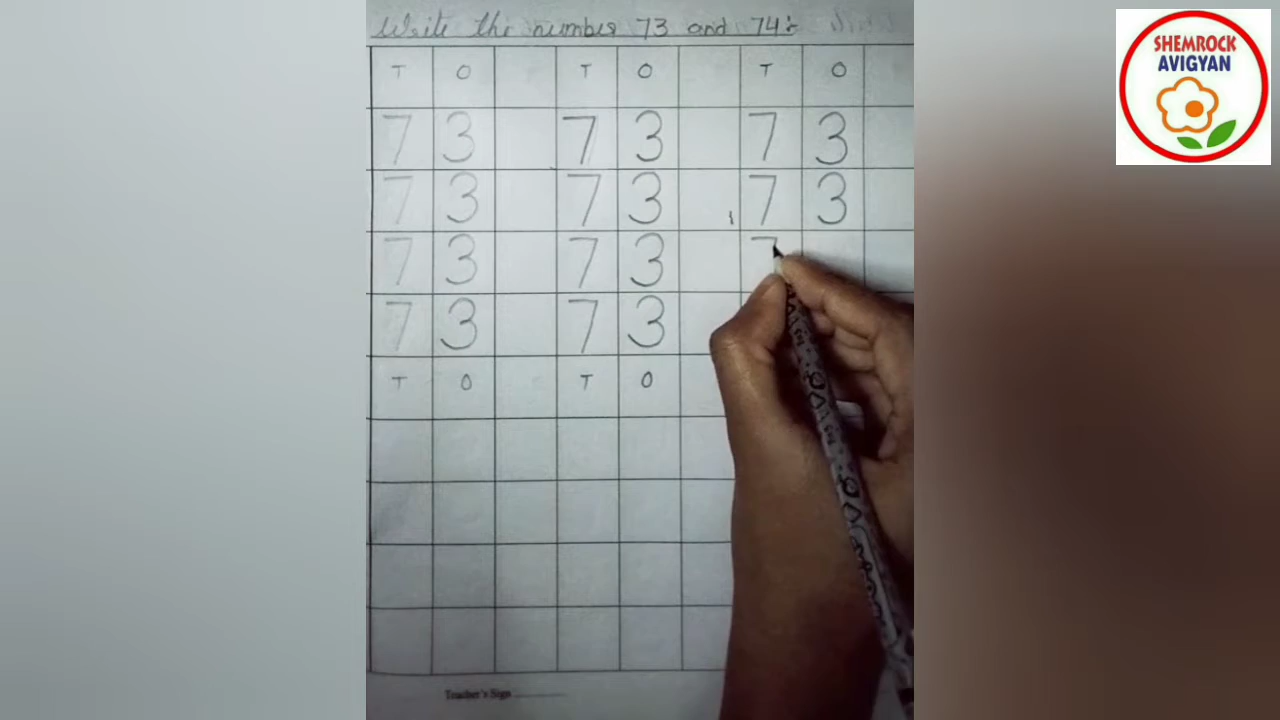 Write the number 73 and 74:-
SHEMROCK
AVIGYAN
T O T O T O
7 3 7 3 7 3
7 3 7 3 7 3
7 3 7 3 7
7 3 7 3
T O T O
Teacher's Sign